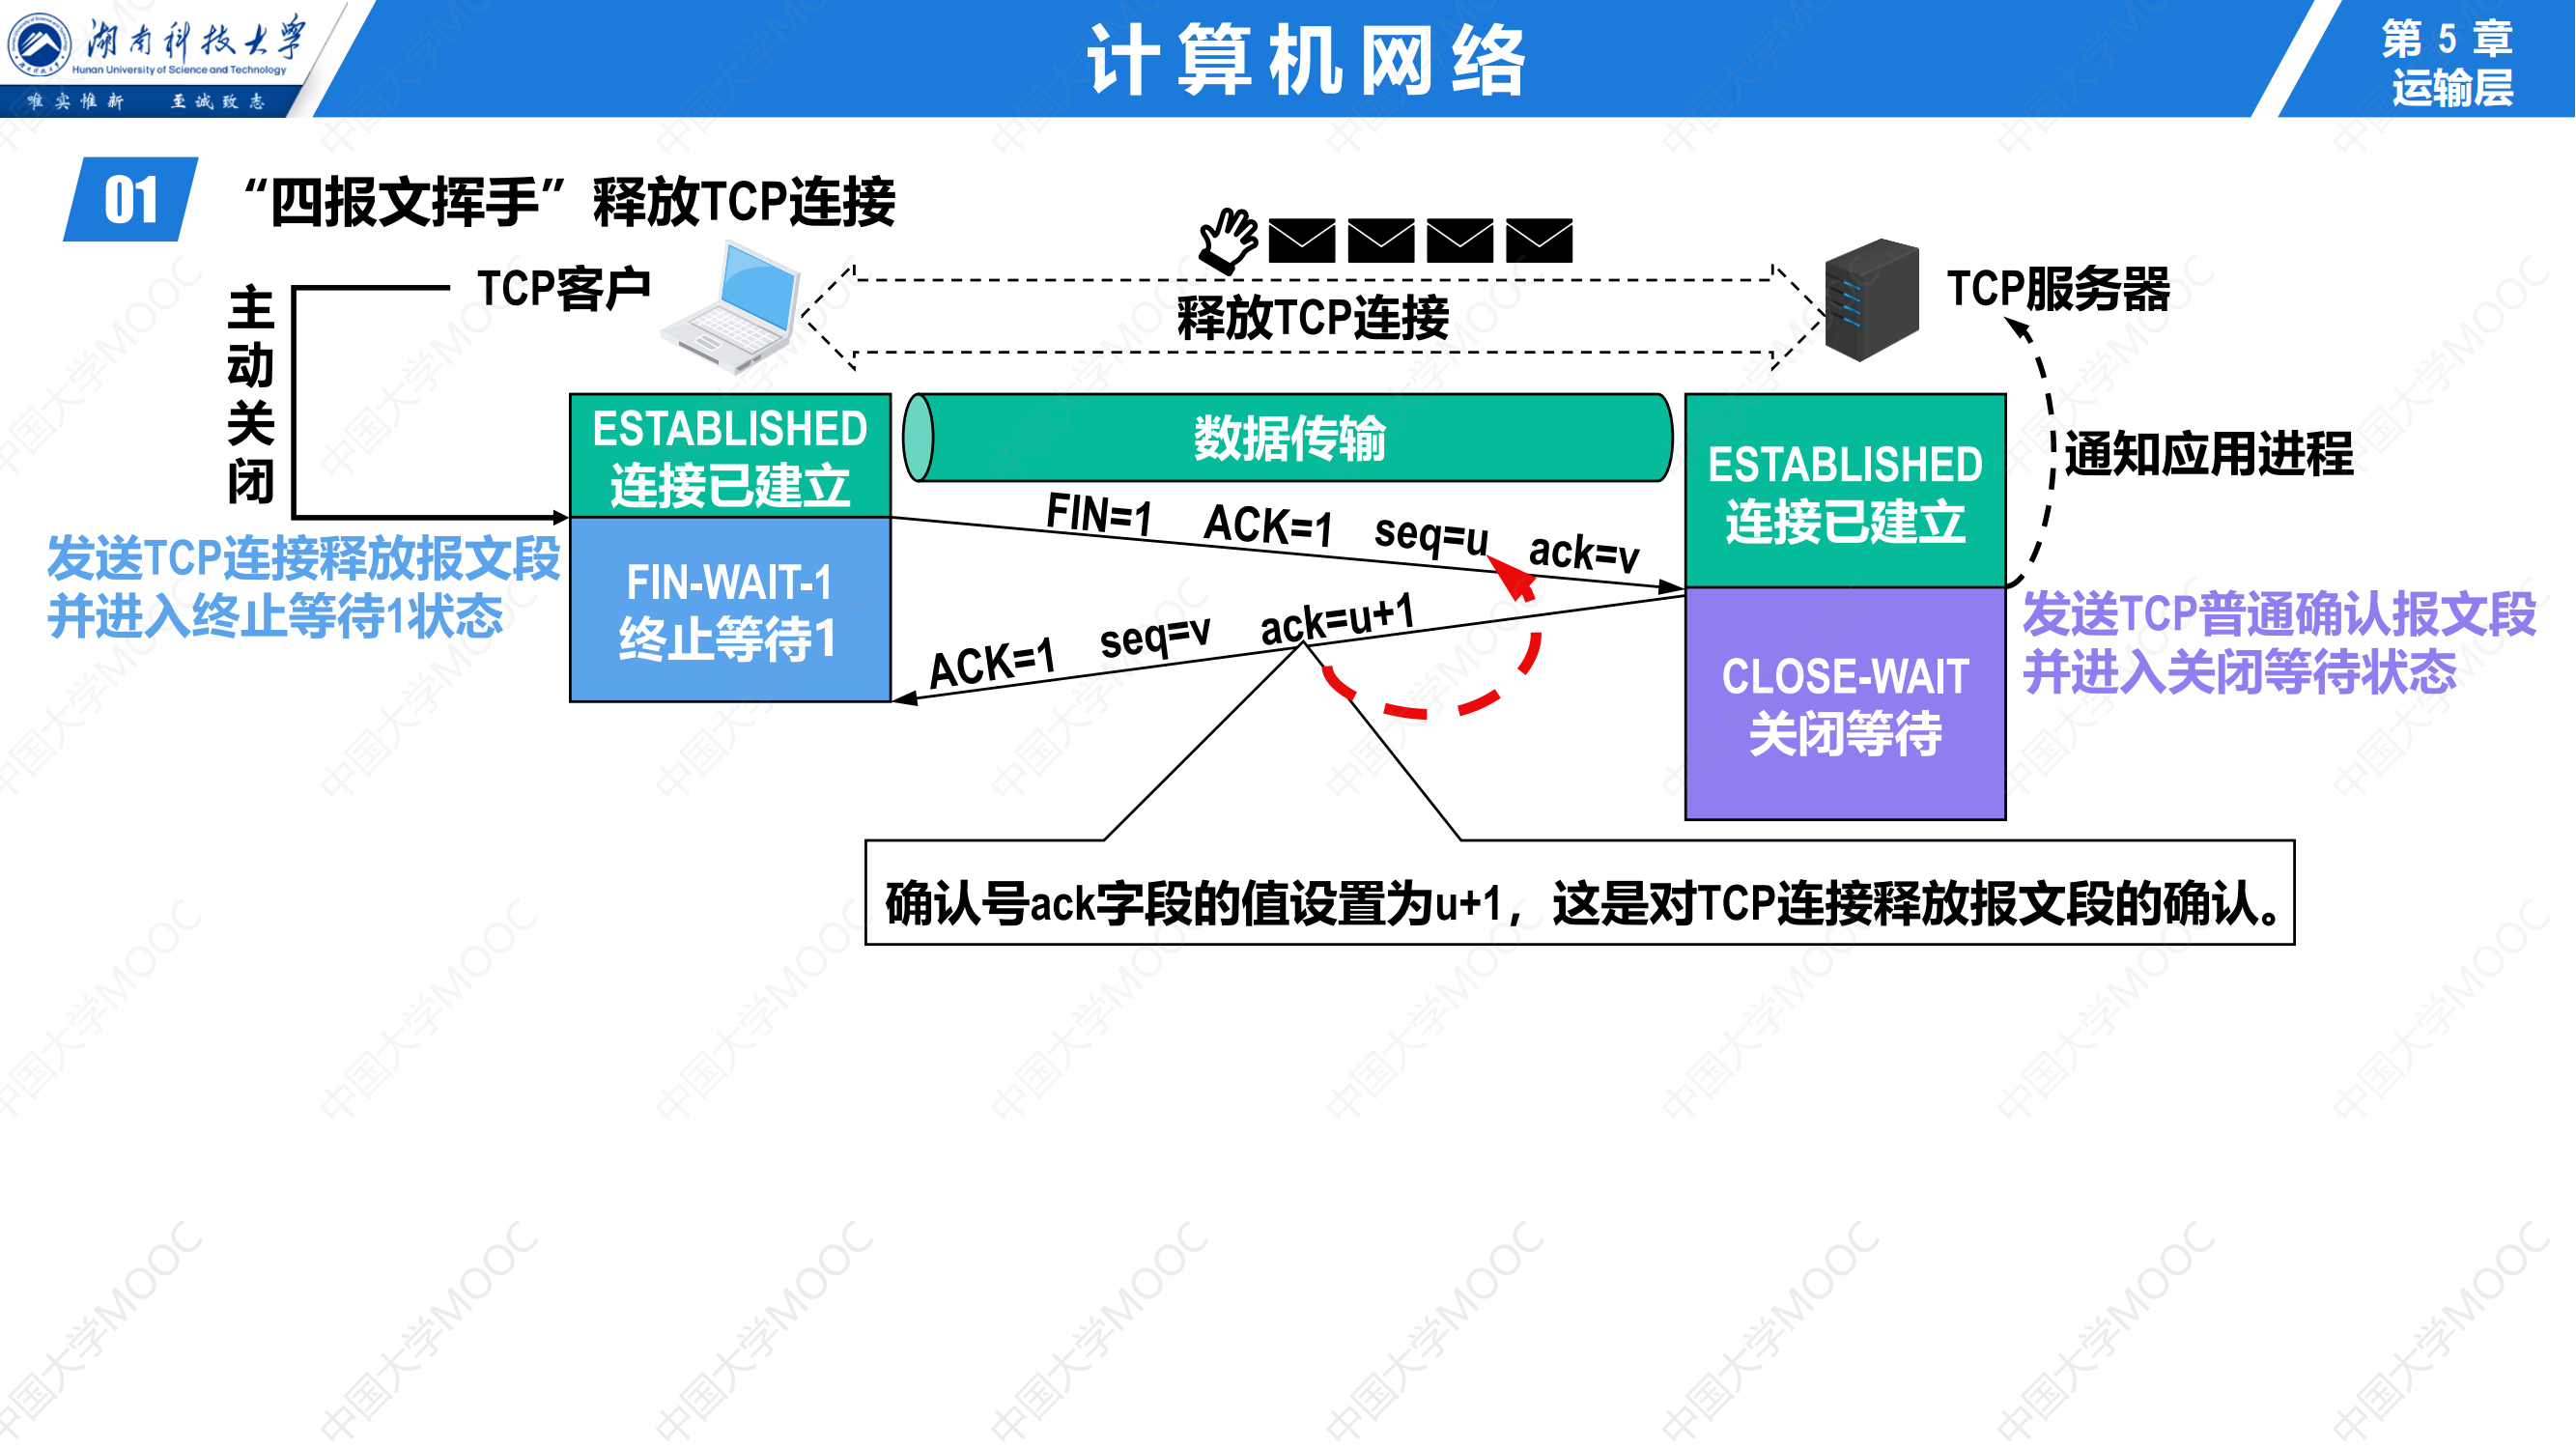 湖南科技大学
Hunan University of Science and Technology
唯实惟新 至诚致志
计算机网络
第 5 章
运输层
01
“四报文挥手”释放TCP连接
TCP客户
释放TCP连接
TCP服务器
主动关闭
ESTABLISHED
连接已建立
数据传输
ESTABLISHED
连接已建立
通知应用进程
FIN=1 ACK=1 seq=u ack=v
发送TCP连接释放报文段
并进入终止等待1状态
FIN-WAIT-1
终止等待1
ACK=1 seq=v ack=u+1
发送TCP普通确认报文段
并进入关闭等待状态
CLOSE-WAIT
关闭等待
确认号ack字段的值设置为u+1，这是对TCP连接释放报文段的确认。
中国大学MOOC